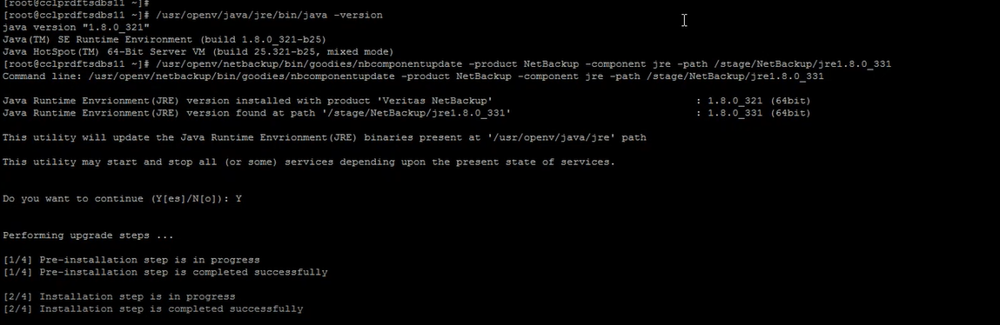 [root@cclprdftsdbs11 ~]#
[root@cclprdftsdbs11 ~]# /usr/openv/java/jre/bin/java -version
java version "1.8.0_321"
Java(TM) SE Runtime Environment (build 1.8.0_321-b25)
Java HotSpot(TM) 64-Bit Server VM (build 25.321-b25, mixed mode)
[root@cclprdftsdbs11 ~]# /usr/openv/netbackup/bin/goodies/nbcomponentupdate -product NetBackup -component jre -path /stage/NetBackup/jre1.8.0_331
Command line: /usr/openv/netbackup/bin/goodies/nbcomponentupdate -product NetBackup -component jre -path /stage/NetBackup/jre1.8.0_331
Java Runtime Envrionment(JRE) version installed with product 'Veritas NetBackup' : 1.8.0_321 (64bit)
Java Runtime Envrionment(JRE) version found at path '/stage/NetBackup/jre1.8.0_331' : 1.8.0_331 (64bit)
This utility will update the Java Runtime Envrionment(JRE) binaries present at '/usr/openv/java/jre' path
This utility may start and stop all (or some) services depending upon the present state of services.
Do you want to continue (Y[es]/N[o]): Y
Performing upgrade steps ...
[1/4] Pre-installation step is in progress
[1/4] Pre-installation step is completed successfully
[2/4] Installation step is in progress
[2/4] Installation step is completed successfully